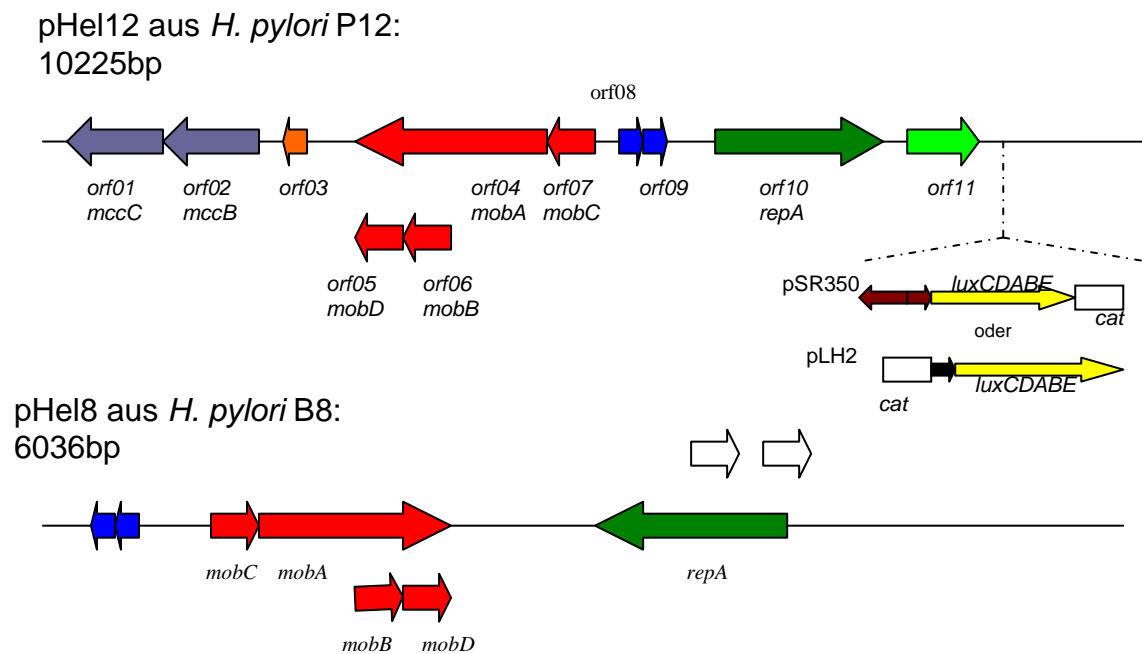 pHel12 aus H. pylori P12:
10225bp
orf08
orf01 orf02 orf03 orf04 orf07 orf09 orf10 orf11
mccC mccB mobA mobC repA
orf05 orf06
mobD mobB
pSR350 luxCDABE
cat
oder
pLH2
luxCDABE
cat
pHel8 aus H. pylori B8:
6036bp
mobC mobA repA
mobB mobD